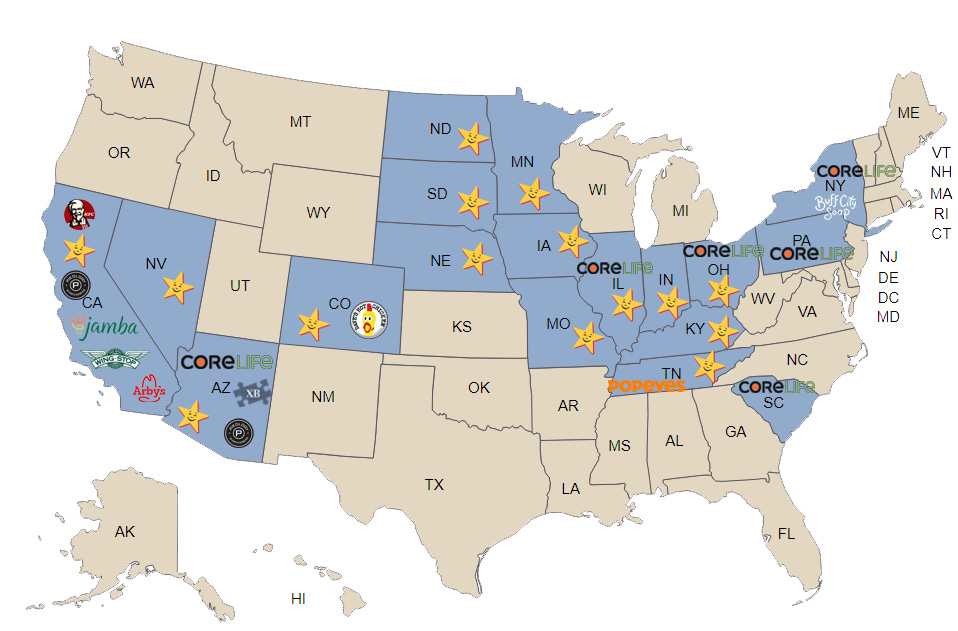 WA
MT
ND
MN
ME
OR
ID
SD
WI
MI
VT
NH
MA
RI
CT
CORELIFE
NY
Buff City
Soap
WY
KFC
NV
UT
NE
IA
CORELIFE
IL
IN
CORELIFE
OH
PA
CORELIFE
NJ
DE
DC
MD
P
CA
CO
DAVE'S HOT CHICKEN
KS
MO
KY
WV
VA
Jamba
WING STOP
Arby's
CORELIFE
AZ
XB
P
NM
OK
AR
TN
POPEYES
NC
CORELIFE
SC
TX
LA
MS
AL
GA
FL
AK
HI